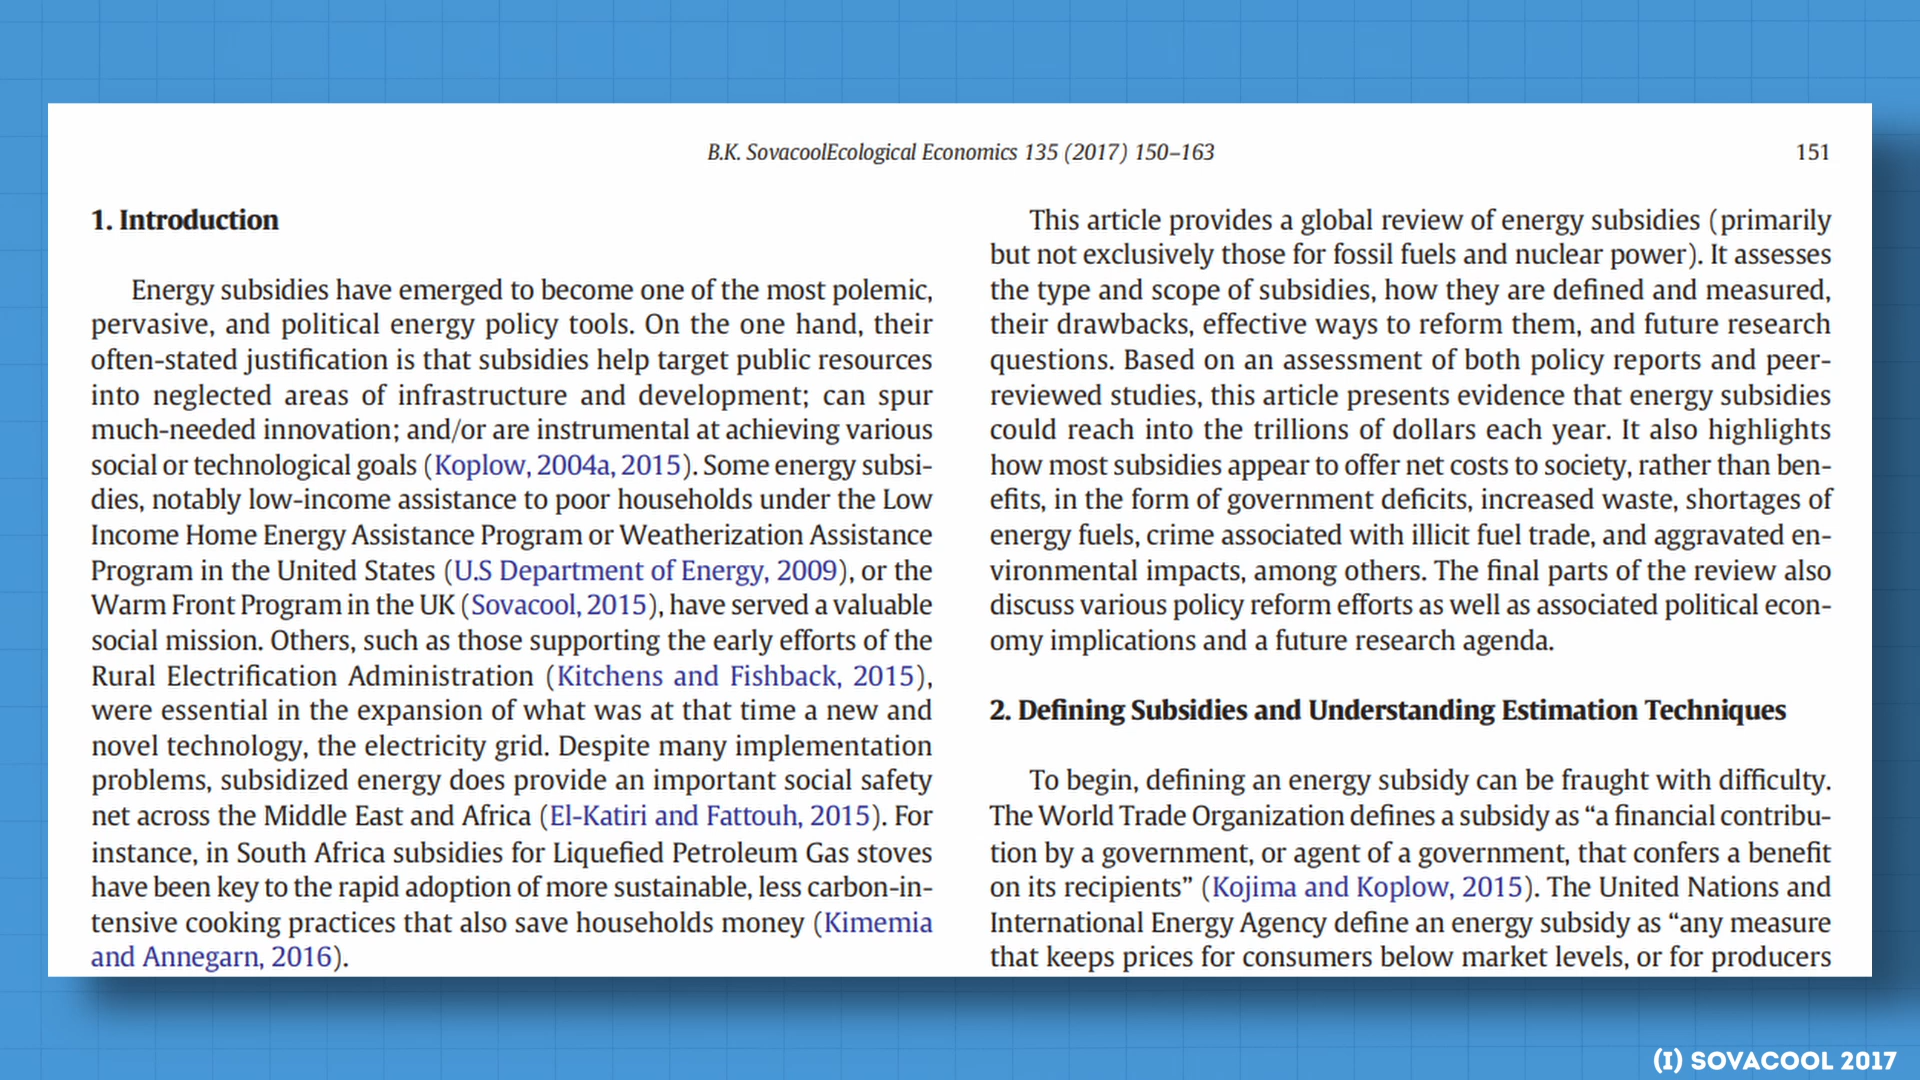 B.K. SovacoolEcological Economics 135 (2017) 150–163
151
1. Introduction
Energy subsidies have emerged to become one of the most polemic,
pervasive, and political energy policy tools. On the one hand, their
often-stated justification is that subsidies help target public resources
into neglected areas of infrastructure and development; can spur
much-needed innovation; and/or are instrumental at achieving various
social or technological goals (Koplow, 2004a, 2015). Some energy subsi-
dies, notably low-income assistance to poor households under the Low
Income Home Energy Assistance Program or Weatherization Assistance
Program in the United States (U.S Department of Energy, 2009), or the
Warm Front Program in the UK (Sovacool, 2015), have served a valuable
social mission. Others, such as those supporting the early efforts of the
Rural Electrification Administration (Kitchens and Fishback, 2015),
were essential in the expansion of what was at that time a new and
novel technology, the electricity grid. Despite many implementation
problems, subsidized energy does provide an important social safety
net across the Middle East and Africa (El-Katiri and Fattouh, 2015). For
instance, in South Africa subsidies for Liquefied Petroleum Gas stoves
have been key to the rapid adoption of more sustainable, less carbon-in-
tensive cooking practices that also save households money (Kimemia
and Annegarn, 2016).
This article provides a global review of energy subsidies (primarily
but not exclusively those for fossil fuels and nuclear power). It assesses
the type and scope of subsidies, how they are defined and measured,
their drawbacks, effective ways to reform them, and future research
questions. Based on an assessment of both policy reports and peer-
reviewed studies, this article presents evidence that energy subsidies
could reach into the trillions of dollars each year. It also highlights
how most subsidies appear to offer net costs to society, rather than ben-
efits, in the form of government deficits, increased waste, shortages of
energy fuels, crime associated with illicit fuel trade, and aggravated en-
vironmental impacts, among others. The final parts of the review also
discuss various policy reform efforts as well as associated political econ-
omy implications and a future research agenda.
2. Defining Subsidies and Understanding Estimation Techniques
To begin, defining an energy subsidy can be fraught with difficulty.
The World Trade Organization defines a subsidy as “a financial contribu-
tion by a government, or agent of a government, that confers a benefit
on its recipients” (Kojima and Koplow, 2015). The United Nations and
International Energy Agency define an energy subsidy as “any measure
that keeps prices for consumers below market levels, or for producers
(I) SOVACOOL 2017